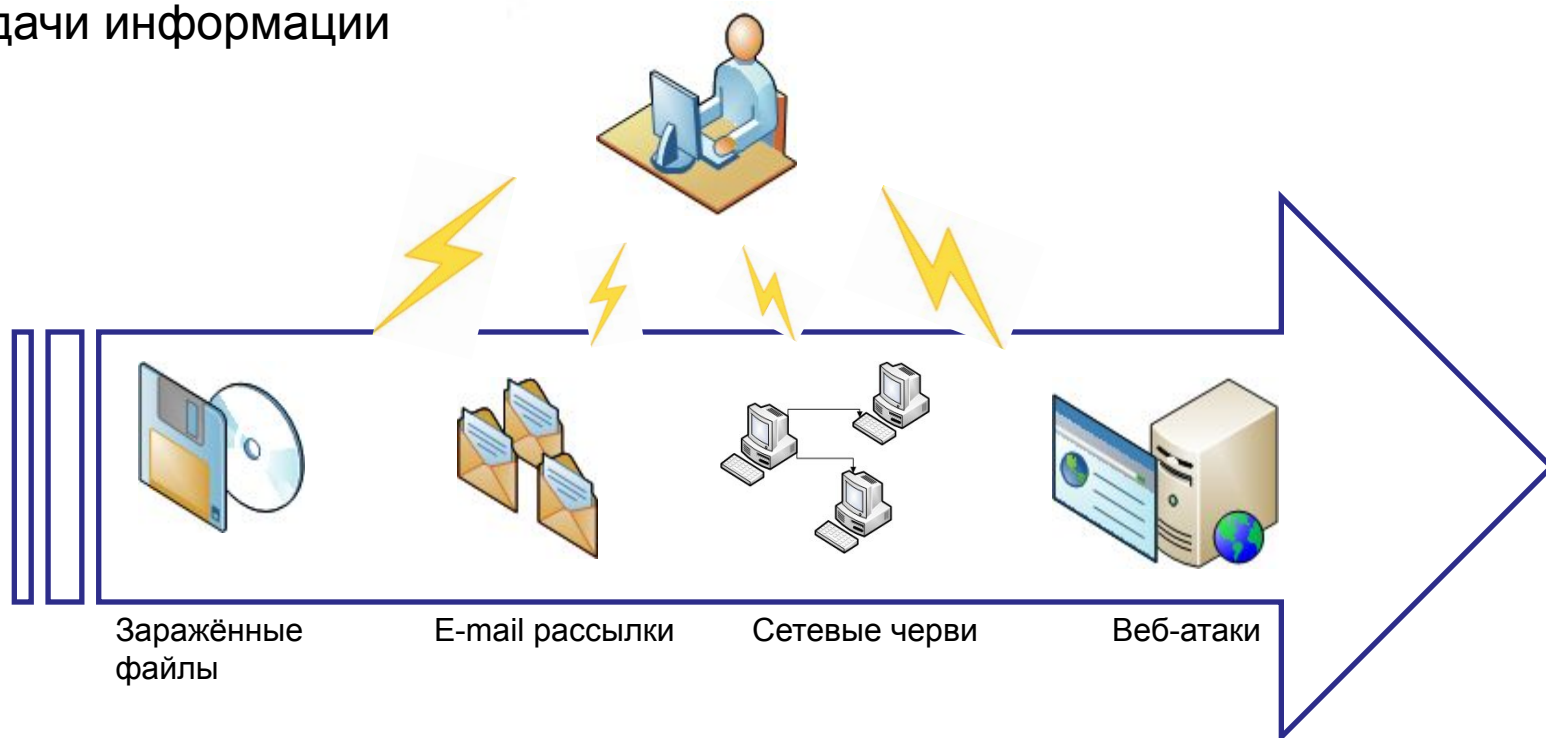 дачи информации
Заражённые
файлы
E-mail рассылки
Сетевые черви
Веб-атаки